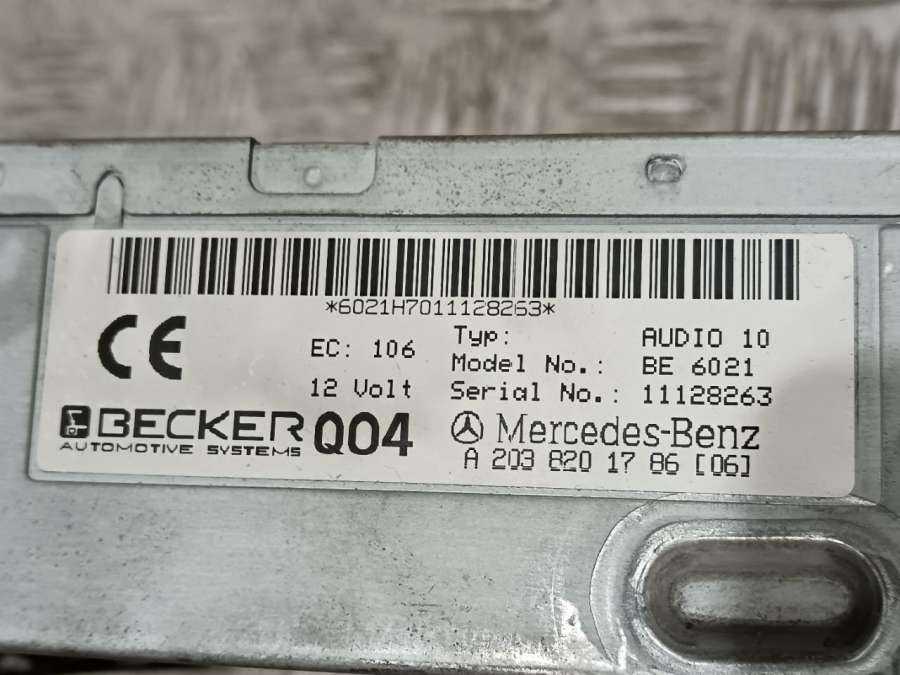 *6021H7011128263*
CE
EC: 106
12 Volt
Typ: AUDIO 10
Model No.: BE 6021
Serial No.: 11128263
BECKER
AUTOMOTIVE SYSTEMS
Q04
Mercedes-Benz
A 203 820 17 86 [06]